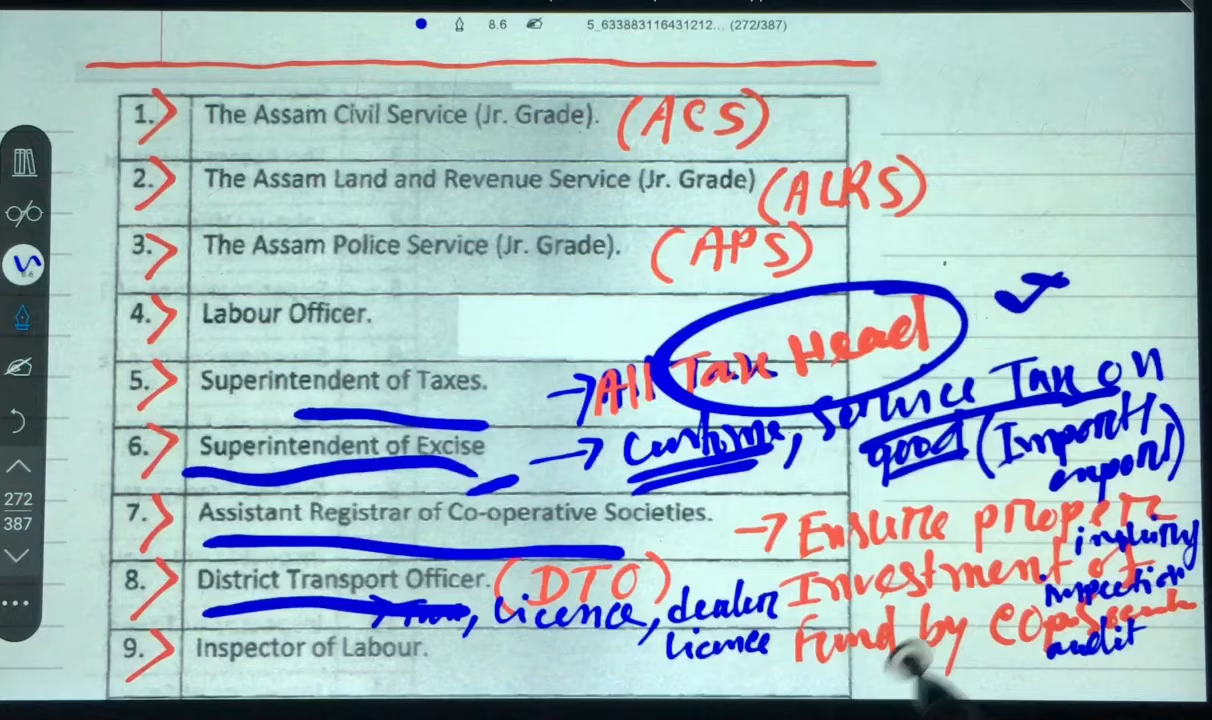 8.6 5_633883116431212... (272/387)
1. The Assam Civil Service (Jr. Grade). (ACS)
2. The Assam Land and Revenue Service (Jr. Grade) (ALRS)
3. The Assam Police Service (Jr. Grade). (APS)
4. Labour Officer.
5. Superintendent of Taxes. → All Tax Head
6. Superintendent of Excise → Custome, Service Tax on
good (Import/
export)
7. Assistant Registrar of Co-operative Societies. → Ensure proper
inquiry
8. District Transport Officer. (DTO) Investment of
inspection
, Licence, dealer
Licence Fund by
audit
9. Inspector of Labour.
272
387